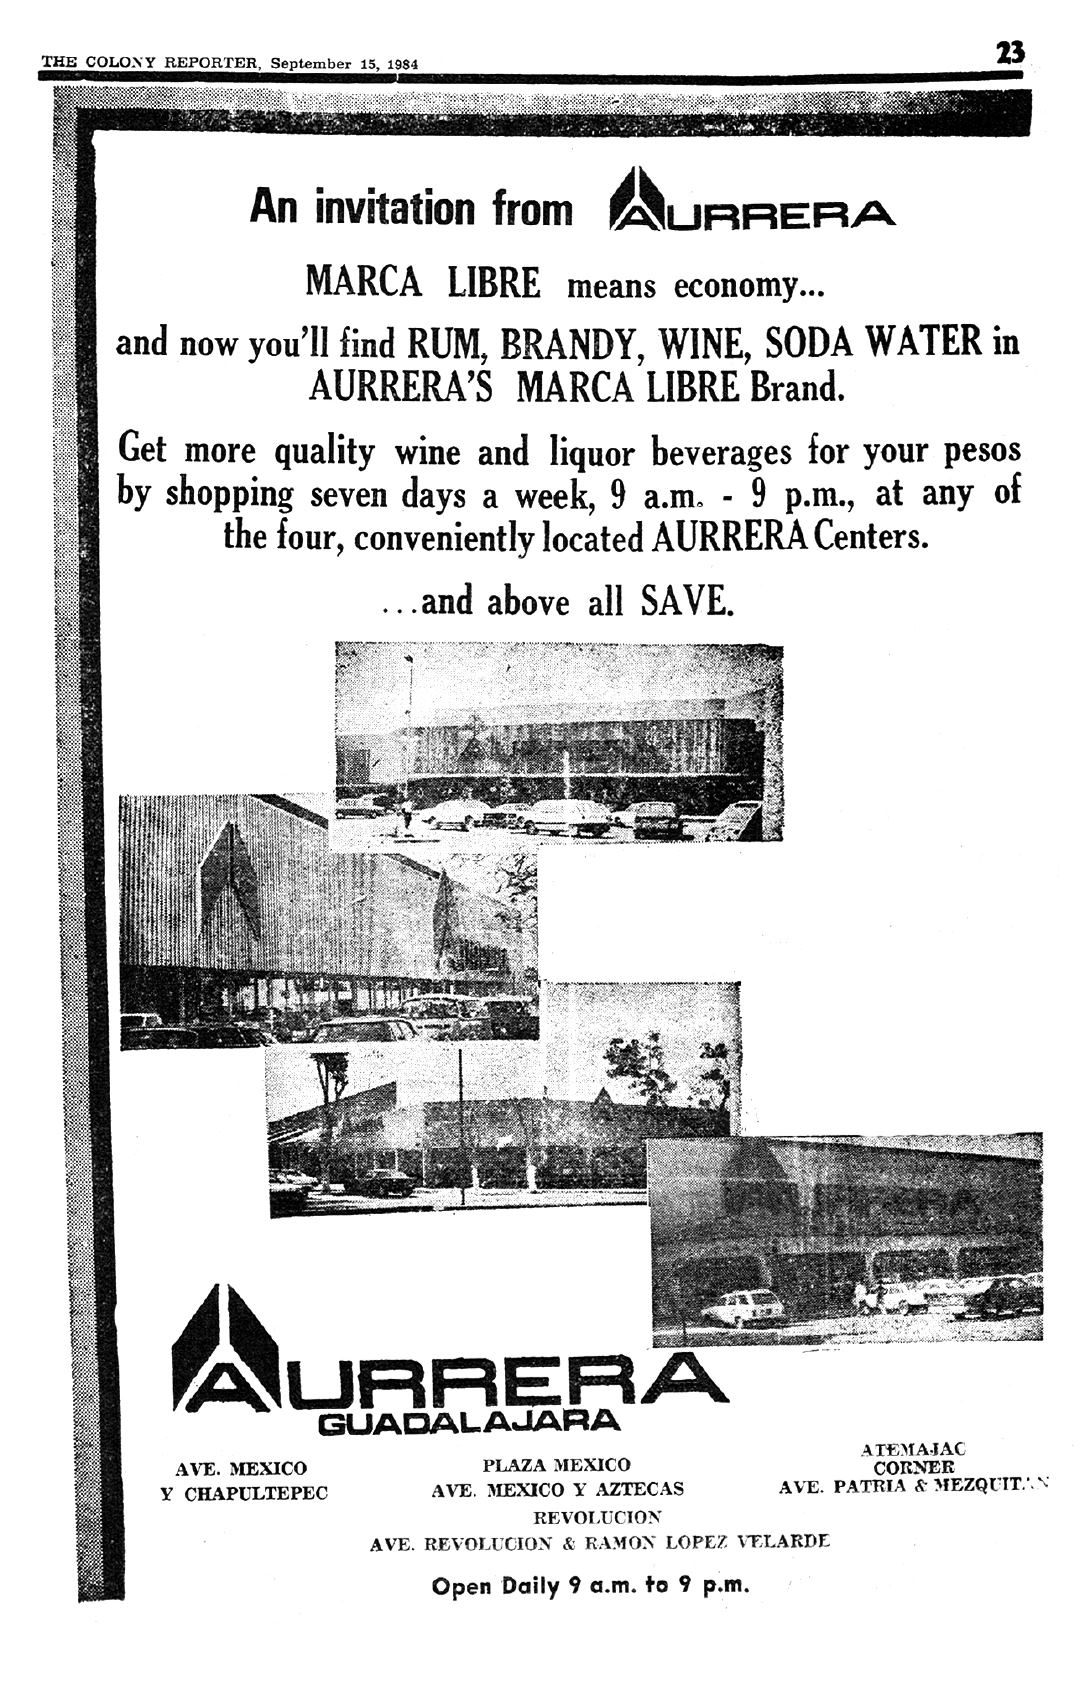 THE COLONY REPORTER, September 15, 1984
23
An invitation from AURRERA
MARCA LIBRE means economy...
and now you'll find RUM, BRANDY, WINE, SODA WATER in
AURRERA'S MARCA LIBRE Brand.
Get more quality wine and liquor beverages for your pesos
by shopping seven days a week, 9 a.m. - 9 p.m., at any of
the four, conveniently located AURRERA Centers.
...and above all SAVE.
AURRERA
GUADALAJARA
AVE. MEXICO
Y CHAPULTEPEC
PLAZA MEXICO
AVE. MEXICO Y AZTECAS
ATEMAJAC
CORNER
AVE. PATRIA & MEZQUITAN
REVOLUCION
AVE. REVOLUCION & RAMON LOPEZ VELARDE
Open Daily 9 a.m. to 9 p.m.